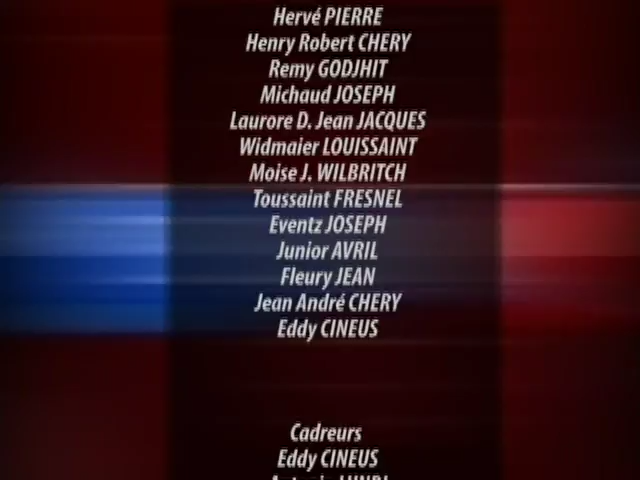 Hervé PIERRE
Henry Robert CHERY
Remy GODJHIT
Michaud JOSEPH
Laurore D. Jean JACQUES
Widmaier LOUISSAINT
Moise J. WILBRITCH
Toussaint FRESNEL
Eventz JOSEPH
Junior AVRIL
Fleury JEAN
Jean André CHERY
Eddy CINEUS
Cadreurs
Eddy CINEUS